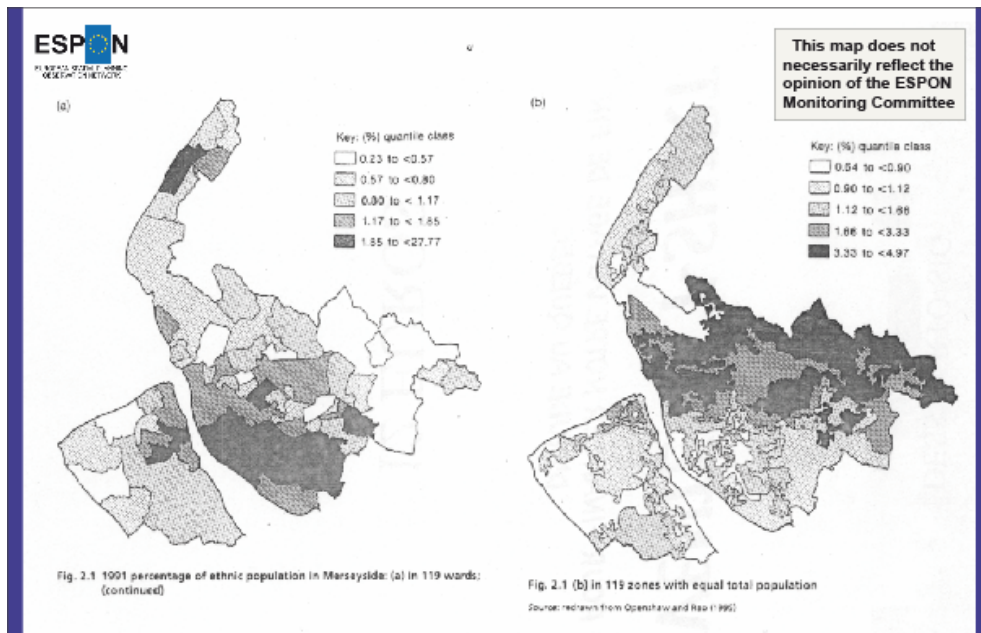 ESPON
EUROPEAN SPATIAL PLANNING
OBSERVATION NETWORK
This map does not
necessarily reflect the
opinion of the ESPON
Monitoring Committee
(a)
Key: (%) quantile class
0.23 to <0.57
0.57 to <0.80
0.80 to < 1.17
1.17 to < 1.85
1.85 to <27.77
(b)
Key: (%) quantile class
0.54 to <0.90
0.90 to <1.12
1.12 to <1.66
1.66 to <3.33
3.33 to <4.97
Fig. 2.1 1991 percentage of ethnic population in Merseyside: (a) in 119 wards;
(continued)
Fig. 2.1 (b) in 119 zones with equal total population
Source: redrawn from Openshaw and Rao (1995)